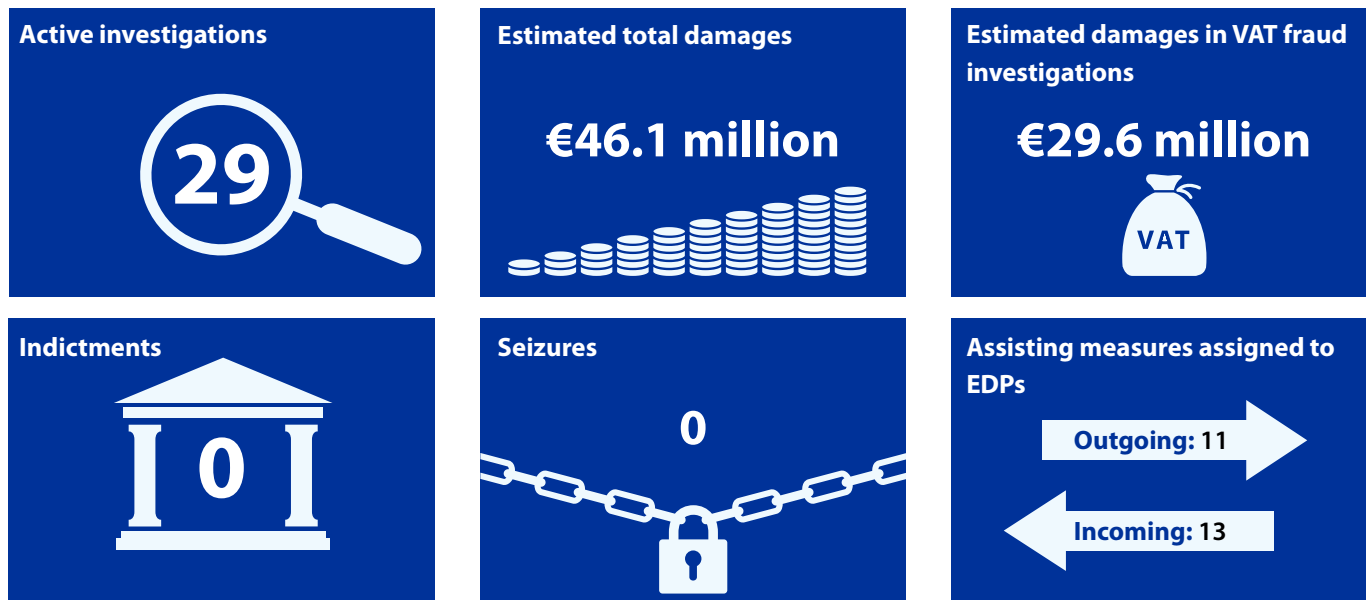 Active investigations
29
Estimated total damages
€46.1 million
Estimated damages in VAT fraud
investigations
€29.6 million
VAT
Indictments
0
Seizures
0
Assisting measures assigned to
EDPs
Outgoing: 11
Incoming: 13